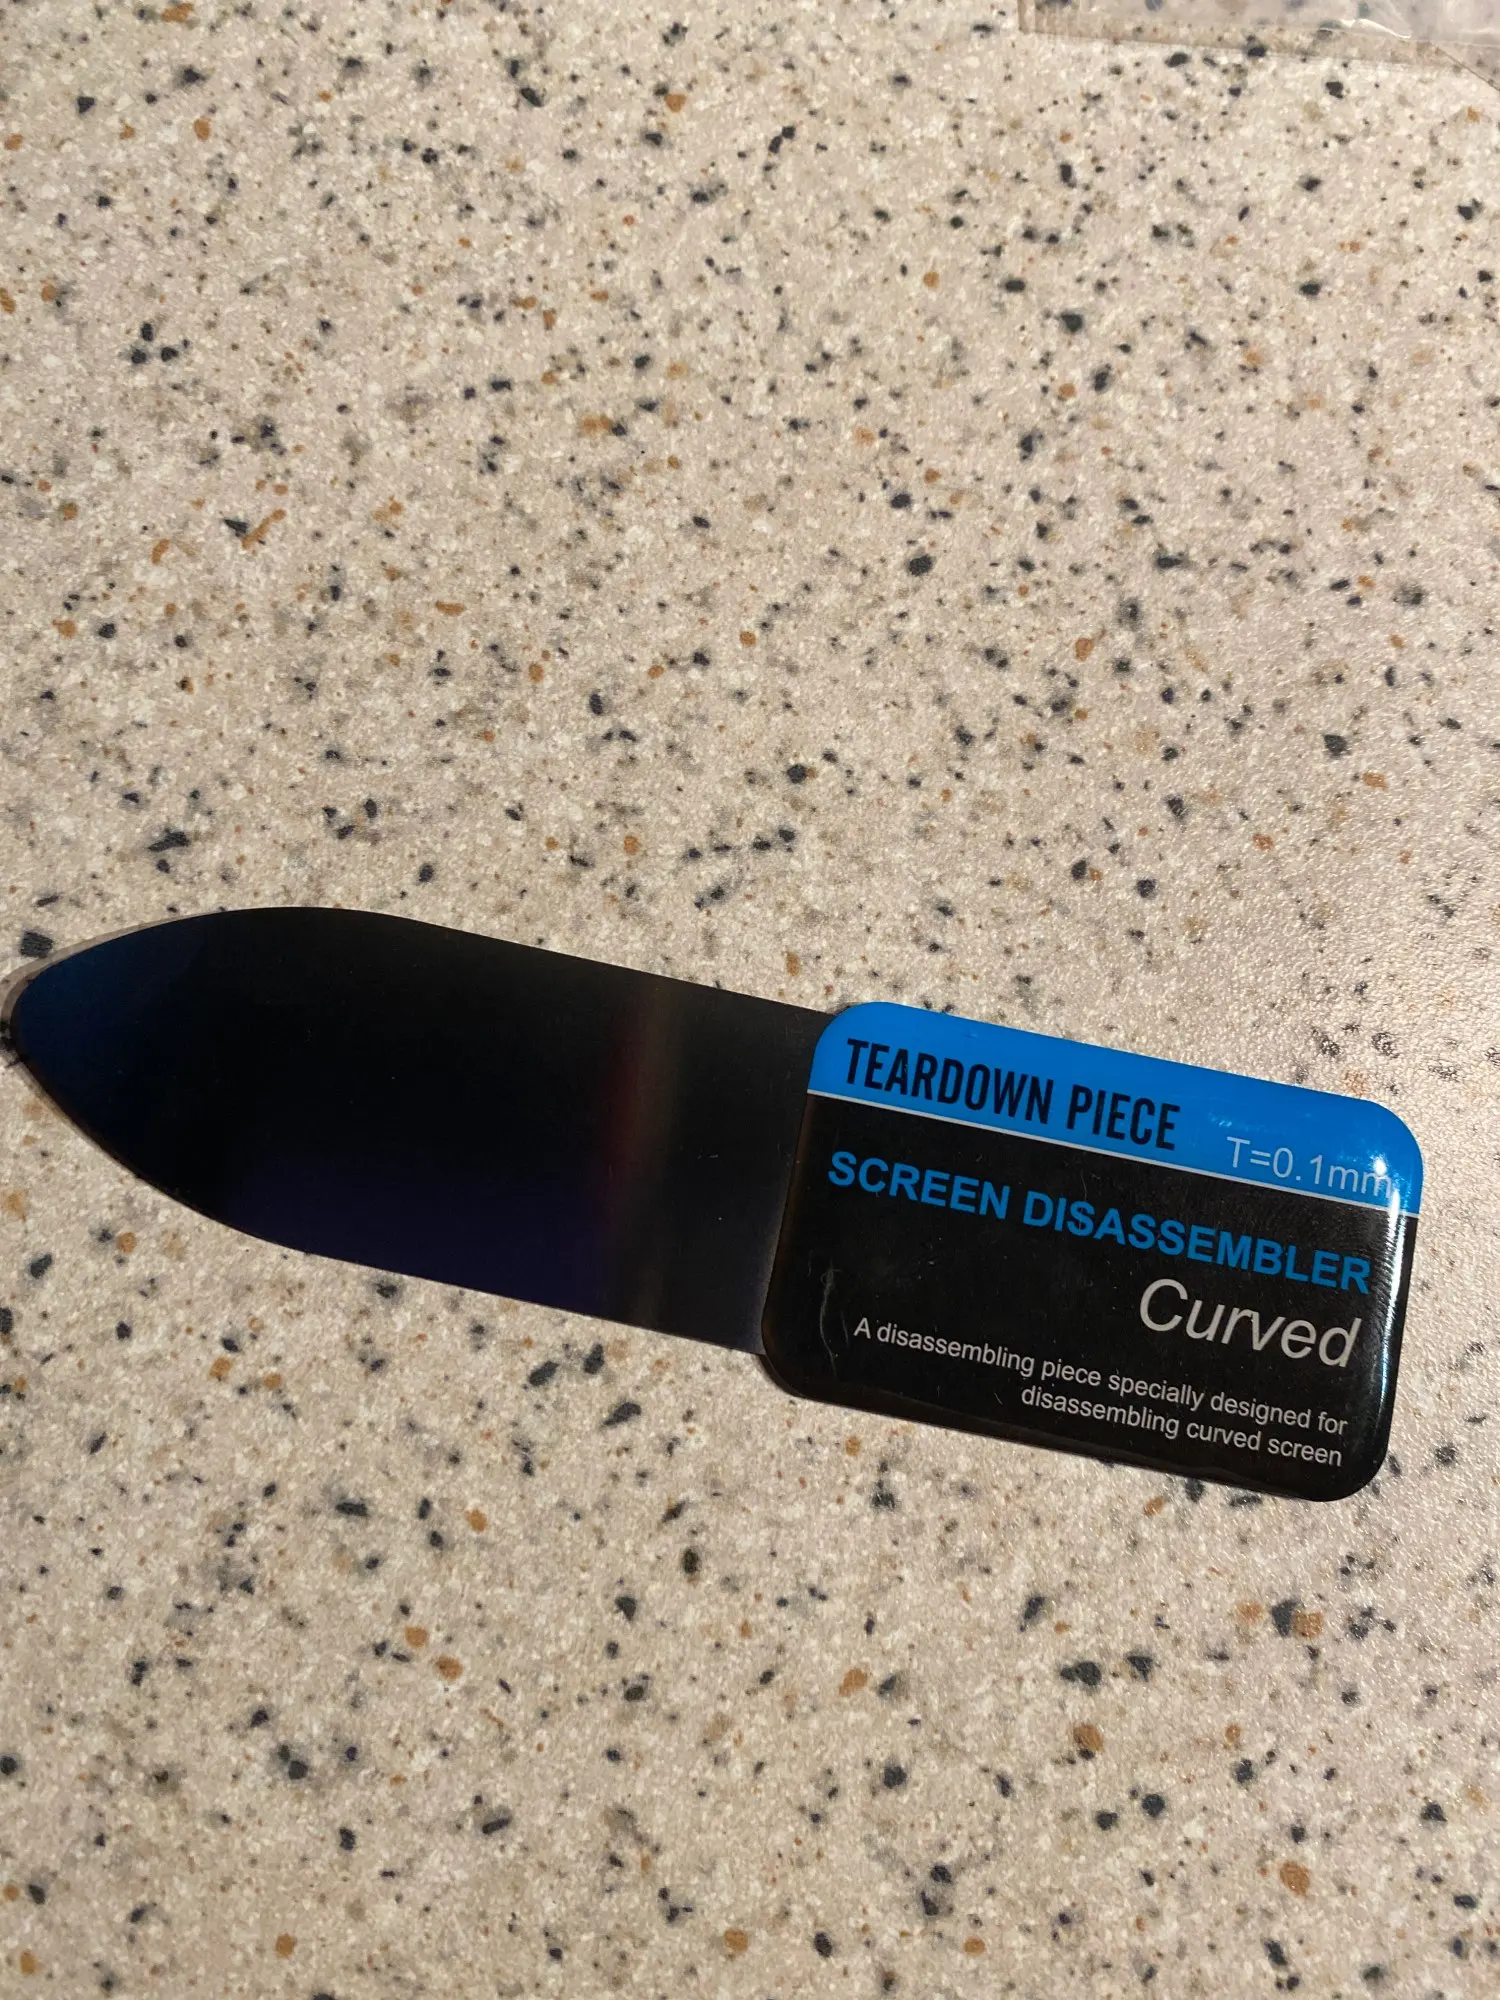 TEARDOWN PIECE
T=0.1mm
SCREEN DISASSEMBLER
Curved
A disassembling piece specially designed for
disassembling curved screen